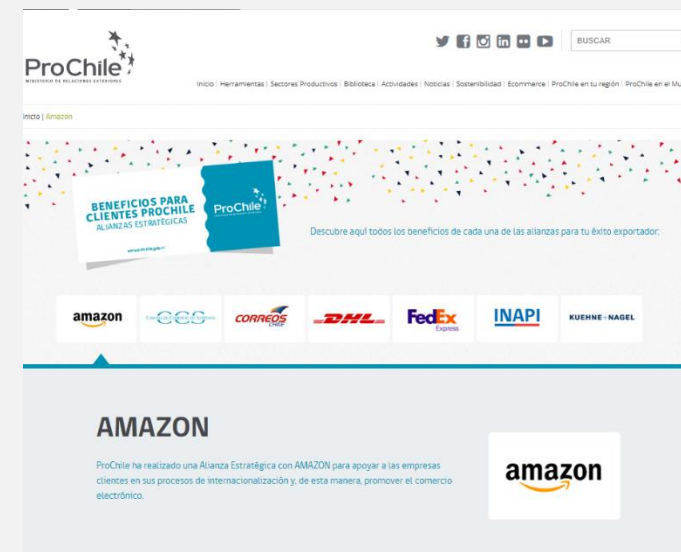 BUSCAR
ProChile
MINISTERIO DE RELACIONES EXTERIORES
Inicio | Herramientas | Sectores Productivos | Biblioteca | Actividades | Noticias | Sostenibilidad | Ecommerce | ProChile en tu región | ProChile en el Mu
Inicio | Amazon
BENEFICIOS PARA
CLIENTES PROCHILE
ALIANZAS ESTRATÉGICAS
ProChile
Descubre aquí todos los beneficios de cada una de las alianzas para tu éxito exportador:
amazon
CCS
CORREOS
CHILE
DHL
FedEx
Express
INAPI
KUEHNE+NAGEL
AMAZON
ProChile ha realizado una Alianza Estratégica con AMAZON para apoyar a las empresas
clientes en sus procesos de internacionalización y, de esta manera, promover el comercio
electrónico.
amazon